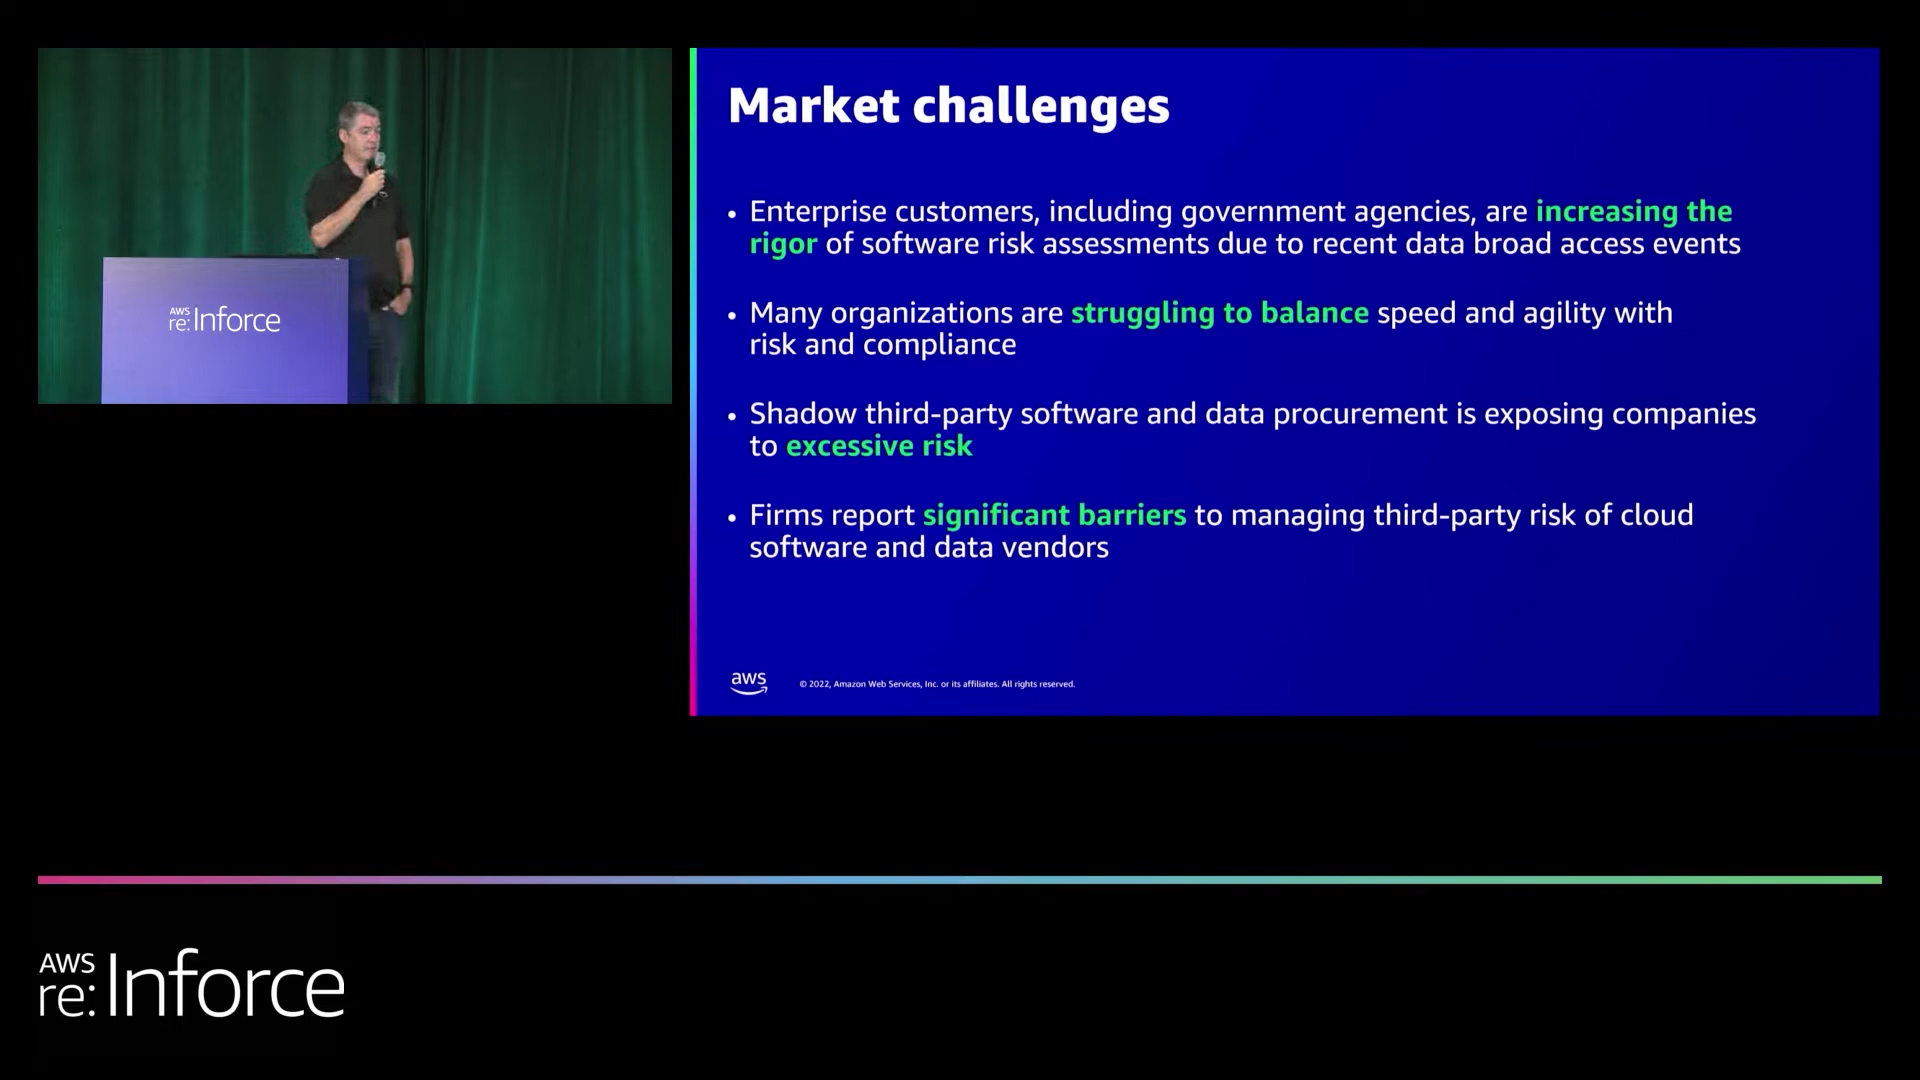 AWS
re:Inforce
Market challenges
• Enterprise customers, including government agencies, are increasing the
rigor of software risk assessments due to recent data broad access events
• Many organizations are struggling to balance speed and agility with
risk and compliance
• Shadow third-party software and data procurement is exposing companies
to excessive risk
• Firms report significant barriers to managing third-party risk of cloud
software and data vendors
aws
© 2022, Amazon Web Services, Inc. or its affiliates. All rights reserved.
AWS
re:Inforce